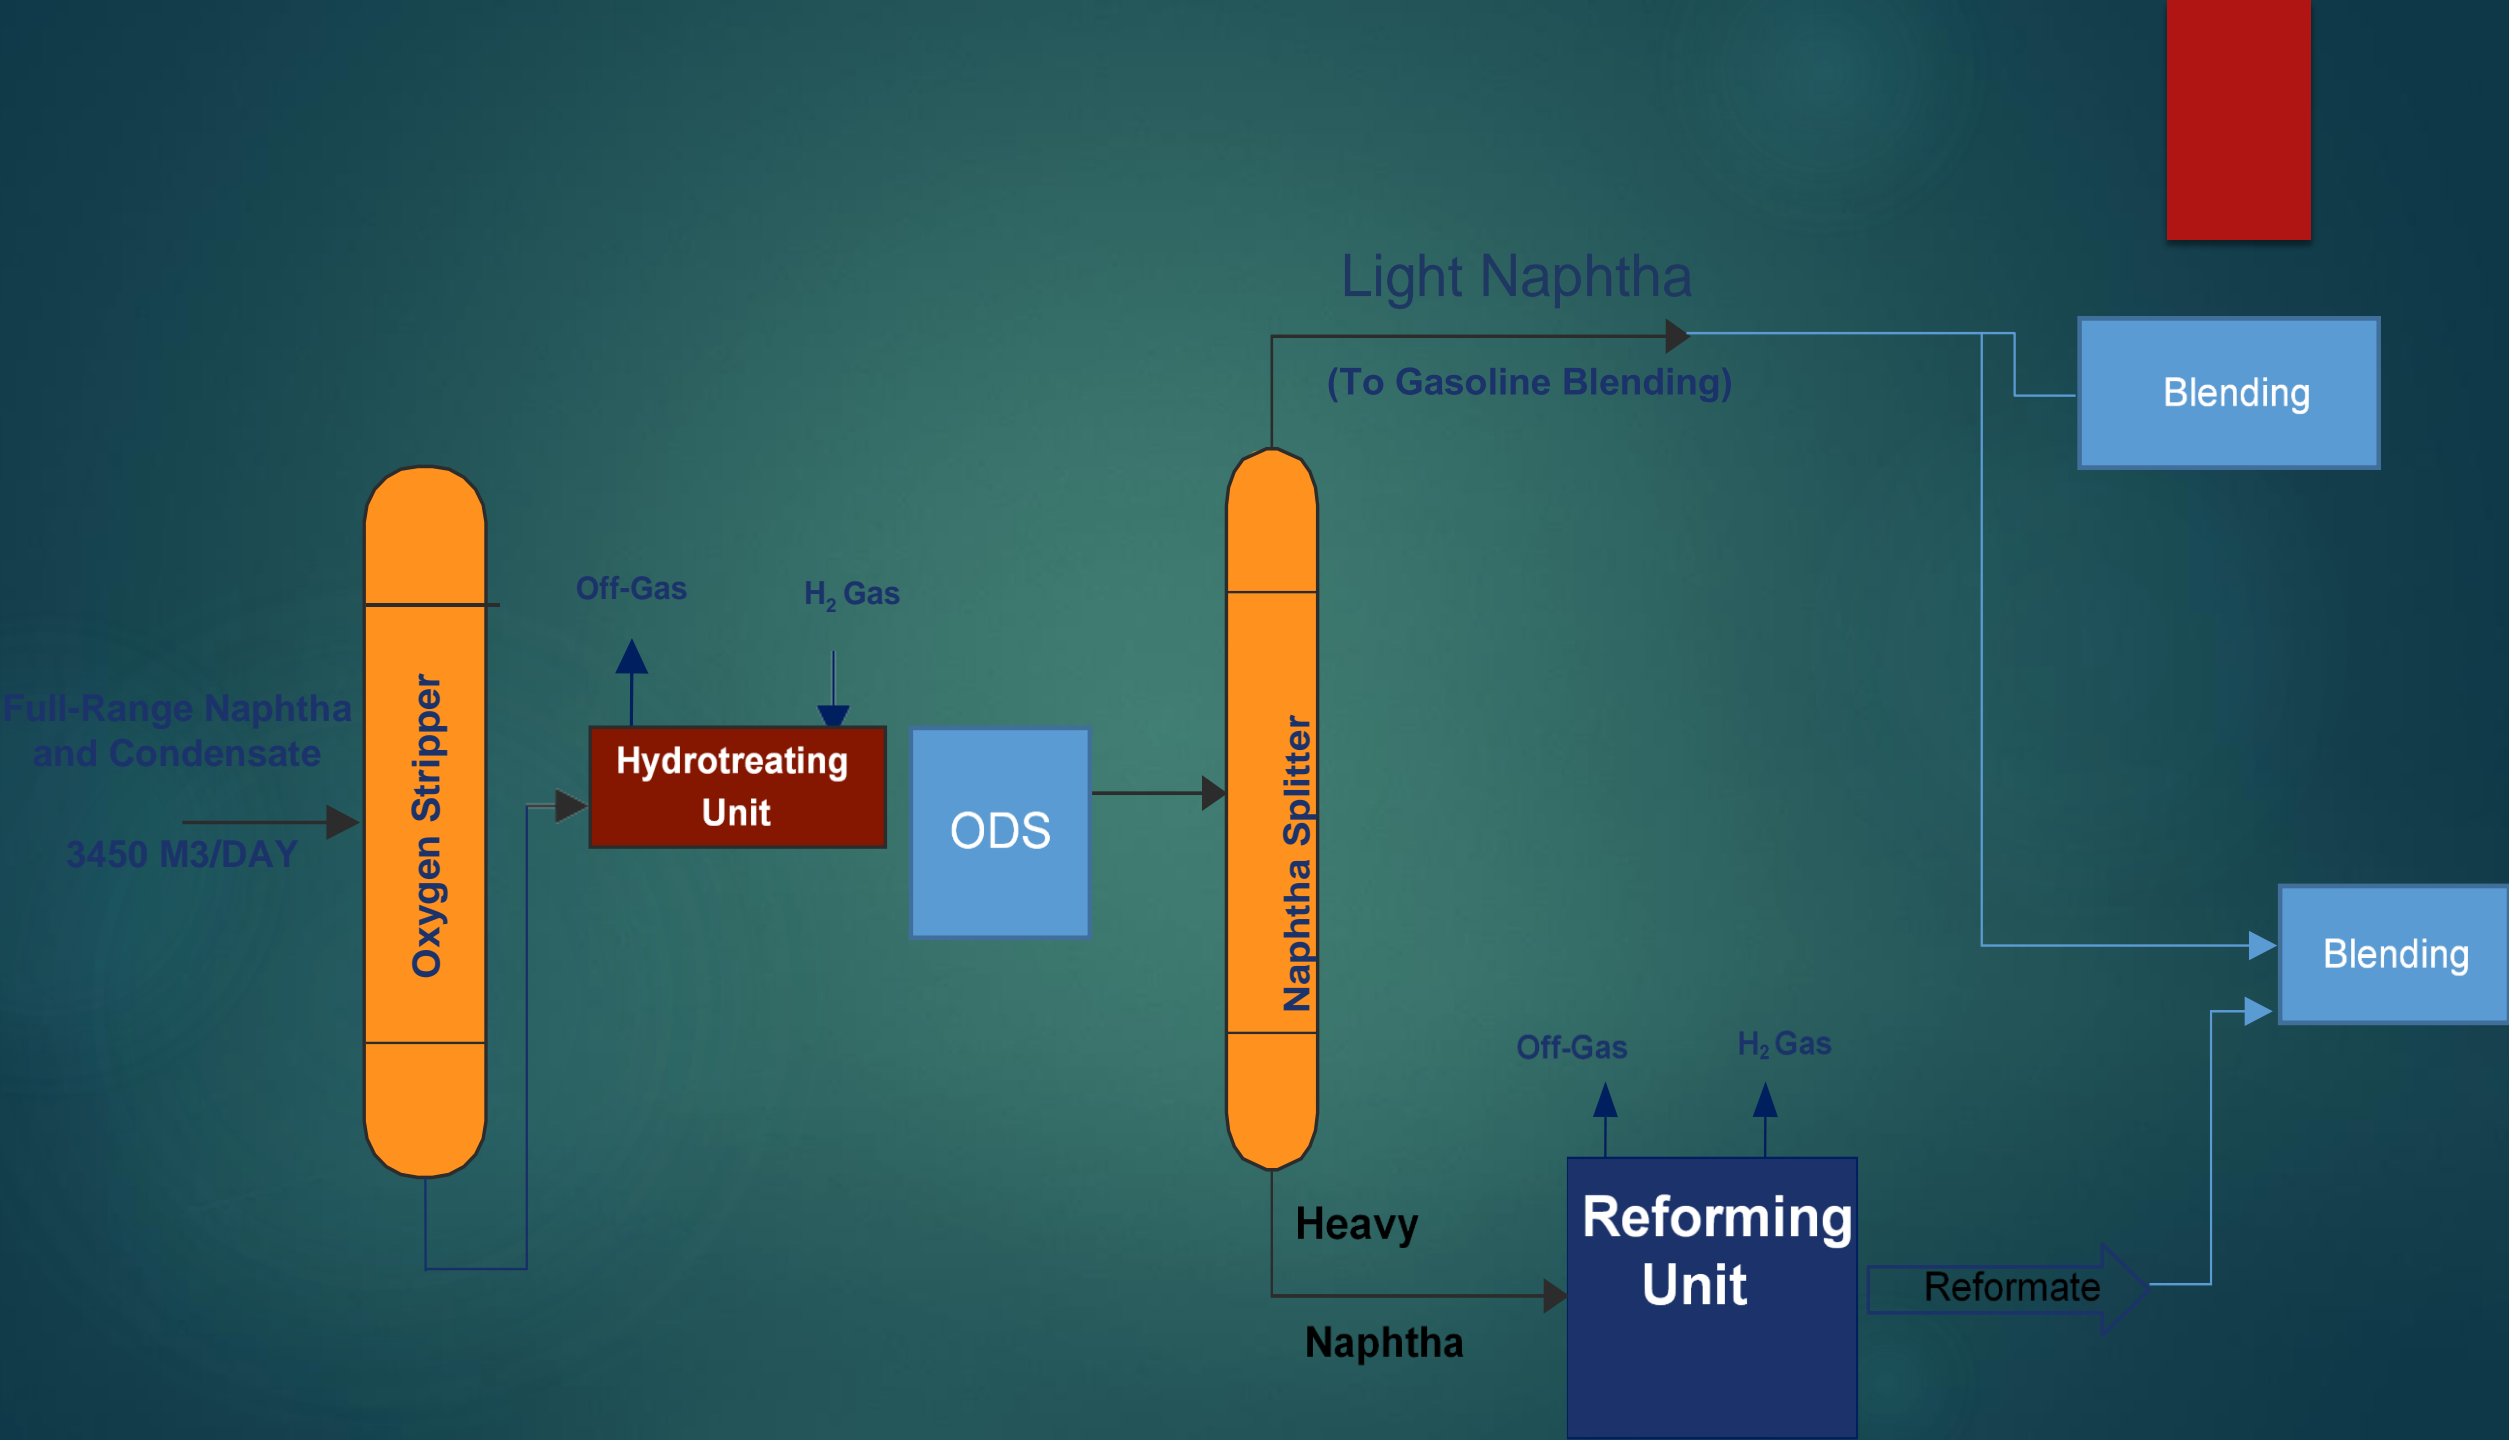 Light Naphtha
(To Gasoline Blending)
Blending
Off-Gas
H₂ Gas
Full-Range Naphtha
and Condensate
3450 M3/DAY
Oxygen Stripper
Hydrotreating
Unit
ODS
Naphtha Splitter
Blending
Off-Gas
H₂ Gas
Heavy
Naphtha
Reforming
Unit
Reformate